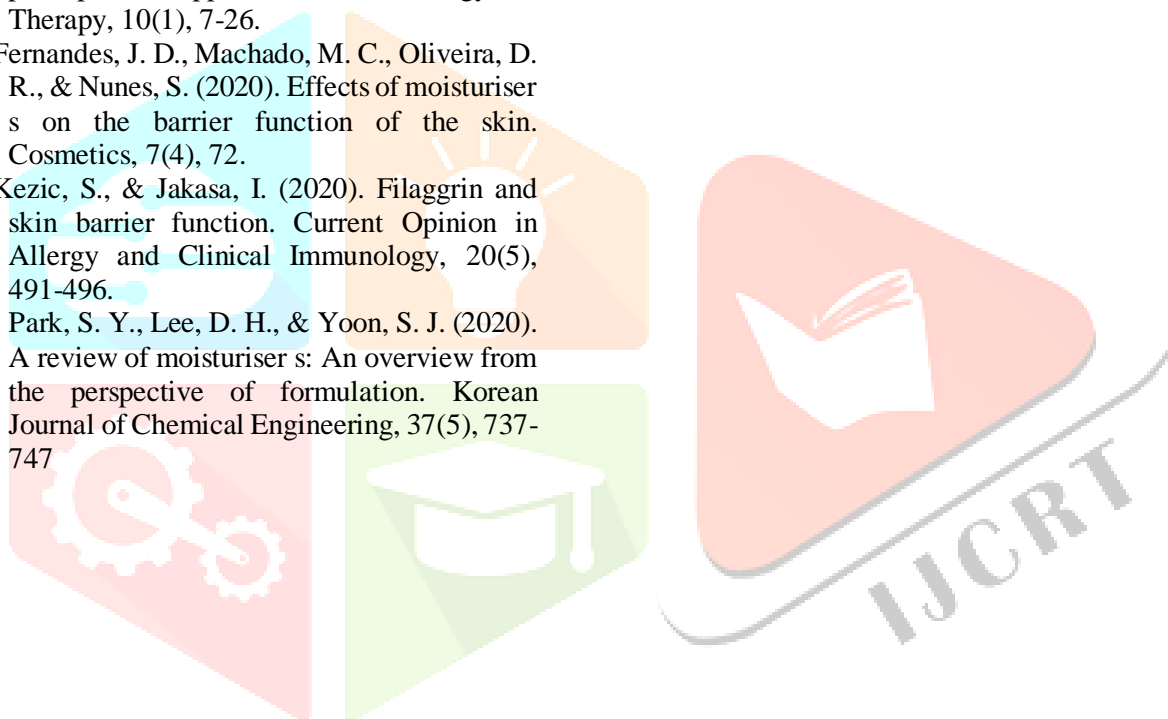 Therapy, 10(1), 7-26.
Fernandes, J. D., Machado, M. C., Oliveira, D.
R., & Nunes, S. (2020). Effects of moisturiser
s on the barrier function of the skin.
Cosmetics, 7(4), 72.
Kezic, S., & Jakasa, I. (2020). Filaggrin and
skin barrier function. Current Opinion in
Allergy and Clinical Immunology, 20(5),
491-496.
Park, S. Y., Lee, D. H., & Yoon, S. J. (2020).
A review of moisturiser s: An overview from
the perspective of formulation. Korean
Journal of Chemical Engineering, 37(5), 737-
747
IJCRT